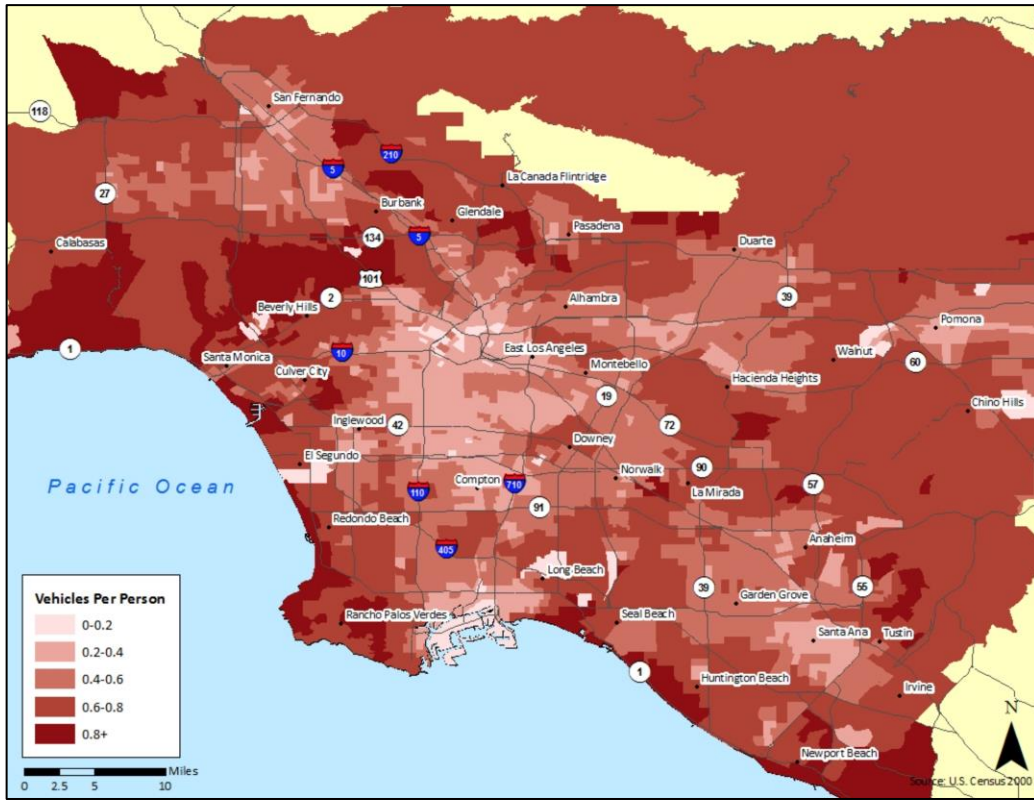 118
San Fernando
210
5
27
La Canada Flintridge
Burbank
Glendale
134
5
Pasadena
Duarte
Calabasas
101
2
39
Beverly Hills
Alhambra
Pomona
1
10
East Los Angeles
Walnut
60
Santa Monica
Montebello
Culver City
Hacienda Heights
19
Chino Hills
Inglewood
42
72
Downey
El Segundo
Norwalk
90
Pacific Ocean
Compton
710
La Mirada
57
110
91
Redondo Beach
Anaheim
405
Long Beach
39
55
Vehicles Per Person
0-0.2
0.2-0.4
0.4-0.6
0.6-0.8
0.8+
Garden Grove
Rancho Palos Verdes
Seal Beach
Santa Ana
Tustin
1
Huntington Beach
Irvine
N
Newport Beach
Miles
0 2.5 5 10
Source: U.S. Census 2000